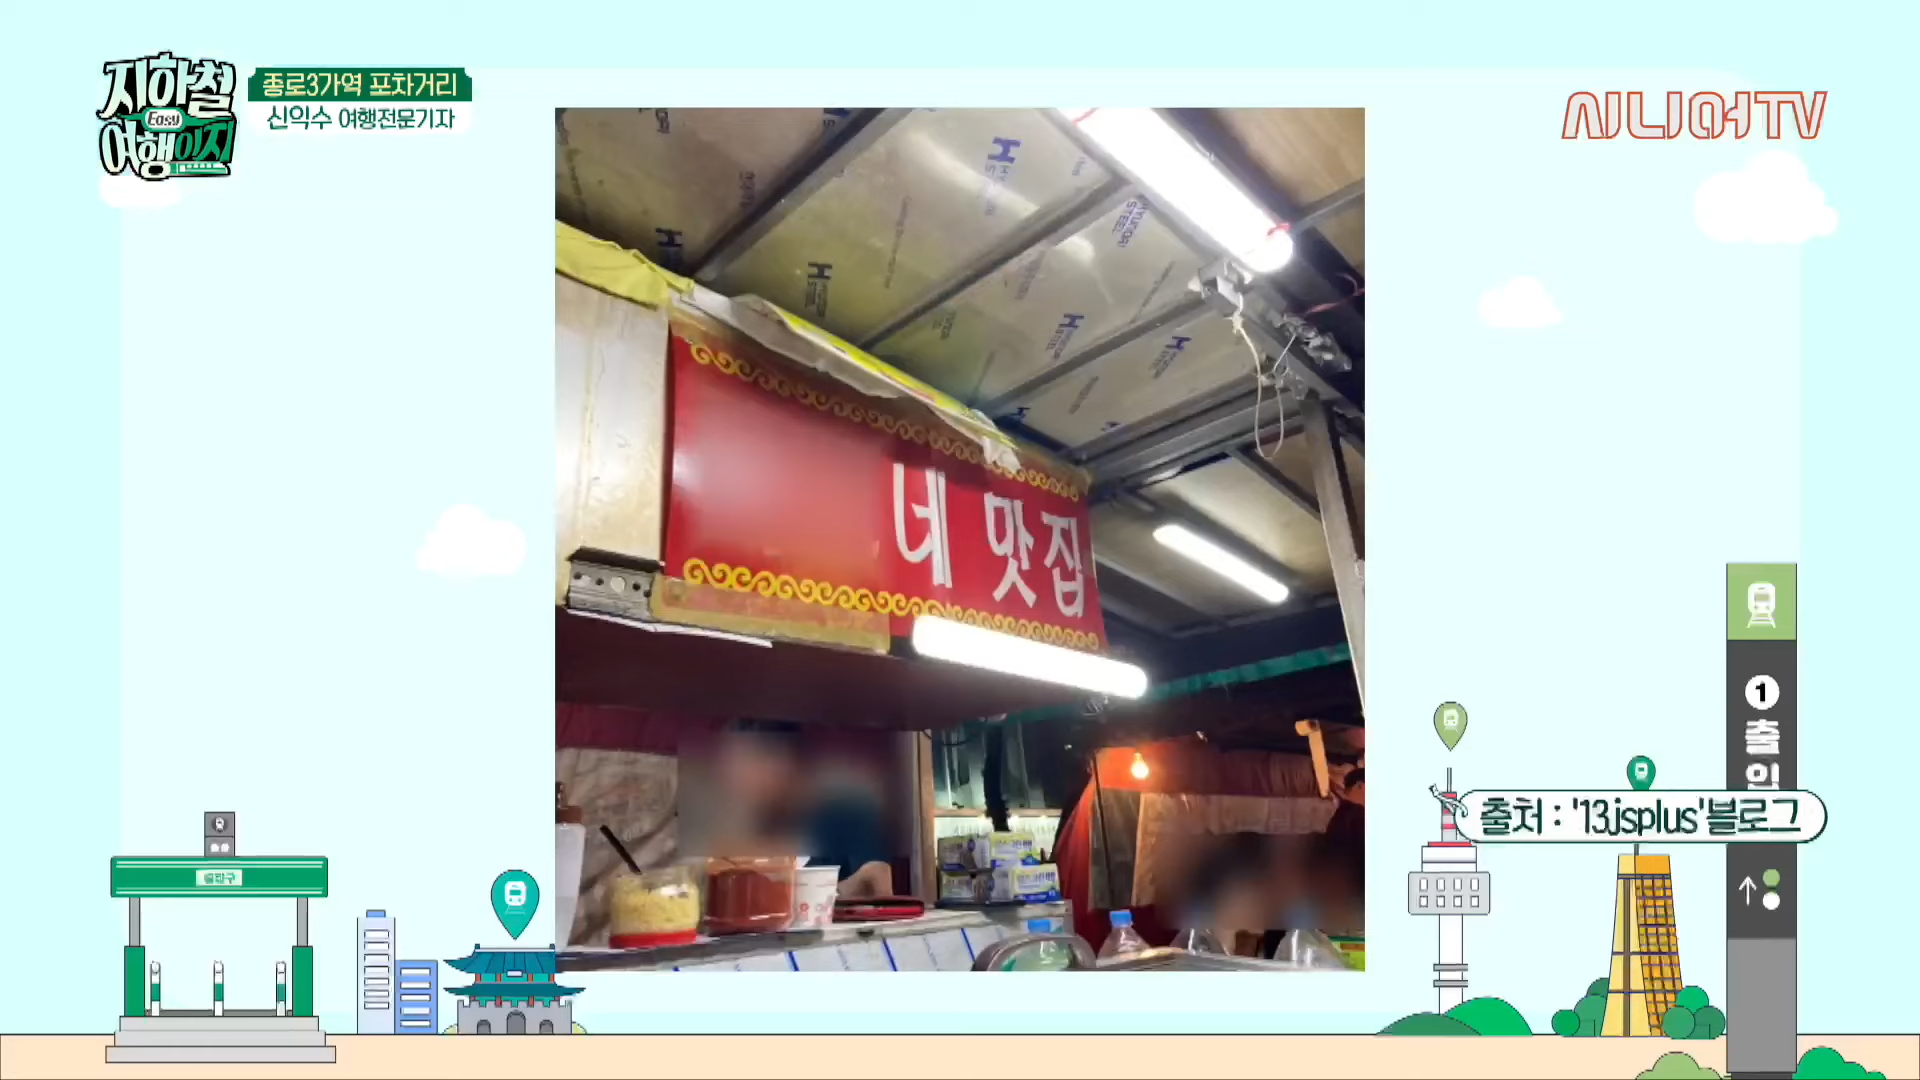 지하철
Easy
여행이지
종로3가역 포차거리
신익수 여행전문기자
시니어TV
H HYUNDAI STEEL
네 맛집
1
출
입
출처 : '13jsplus'블로그